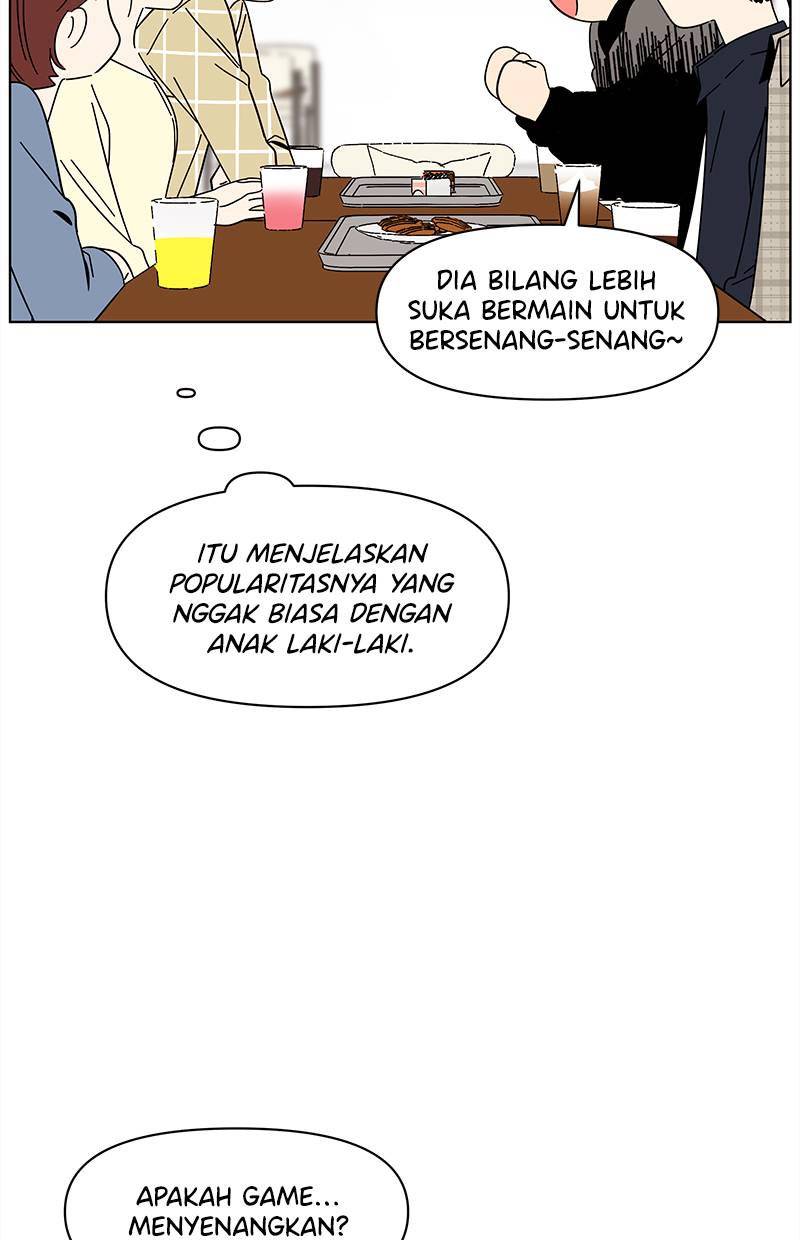 DIA BILANG LEBIH
SUKA BERMAIN UNTUK
BERSENANG-SENANG~
ITU MENJELASKAN
POPULARITASNYA YANG
NGGAK BIASA DENGAN
ANAK LAKI-LAKI.
APAKAH GAME...
MENYENANGKAN?